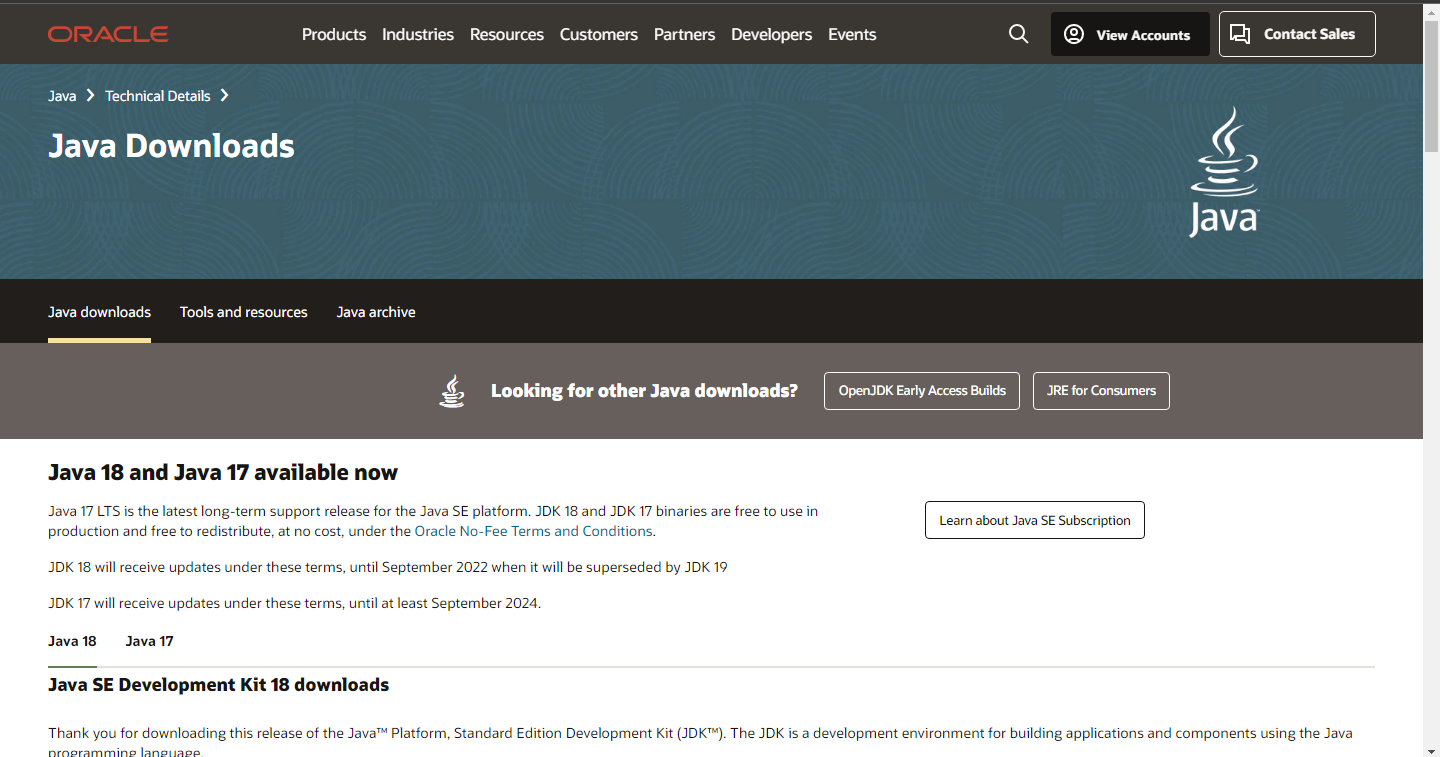 ORACLE
Products Industries Resources Customers Partners Developers Events
View Accounts
Contact Sales
Java Technical Details
Java Downloads
Java
Java downloads Tools and resources Java archive
Looking for other Java downloads?
OpenJDK Early Access Builds
JRE for Consumers
Java 18 and Java 17 available now
Java 17 LTS is the latest long-term support release for the Java SE platform. JDK 18 and JDK 17 binaries are free to use in
production and free to redistribute, at no cost, under the Oracle No-Fee Terms and Conditions.
Learn about Java SE Subscription
JDK 18 will receive updates under these terms, until September 2022 when it will be superseded by JDK 19
JDK 17 will receive updates under these terms, until at least September 2024.
Java 18 Java 17
Java SE Development Kit 18 downloads
Thank you for downloading this release of the Java™ Platform, Standard Edition Development Kit (JDK™). The JDK is a development environment for building applications and components using the Java
programming language.